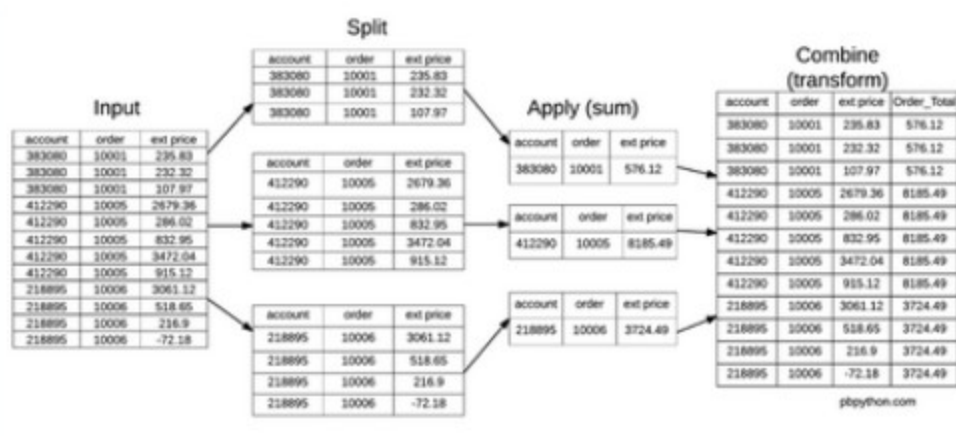 Input
account order ext price
383080 10001 235.83
383080 10001 232.32
383080 10001 107.97
412290 10005 2679.36
412290 10005 286.02
412290 10005 832.95
412290 10005 3472.04
412290 10005 915.12
218895 10006 3061.12
218895 10006 518.65
218895 10006 216.9
218895 10006 -72.18
Split
account order ext price
383080 10001 235.83
383080 10001 232.32
383080 10001 107.97
account order ext price
412290 10005 2679.36
412290 10005 286.02
412290 10005 832.95
412290 10005 3472.04
412290 10005 915.12
account order ext price
218895 10006 3061.12
218895 10006 518.65
218895 10006 216.9
218895 10006 -72.18
Apply (sum)
account order ext price
383080 10001 576.12
account order ext price
412290 10005 8185.49
account order ext price
218895 10006 3724.49
Combine
(transform)
account order ext price Order_Total
383080 10001 235.83 576.12
383080 10001 232.32 576.12
383080 10001 107.97 576.12
412290 10005 2679.36 8185.49
412290 10005 286.02 8185.49
412290 10005 832.95 8185.49
412290 10005 3472.04 8185.49
412290 10005 915.12 8185.49
218895 10006 3061.12 3724.49
218895 10006 518.65 3724.49
218895 10006 216.9 3724.49
218895 10006 -72.18 3724.49
pbpython.com